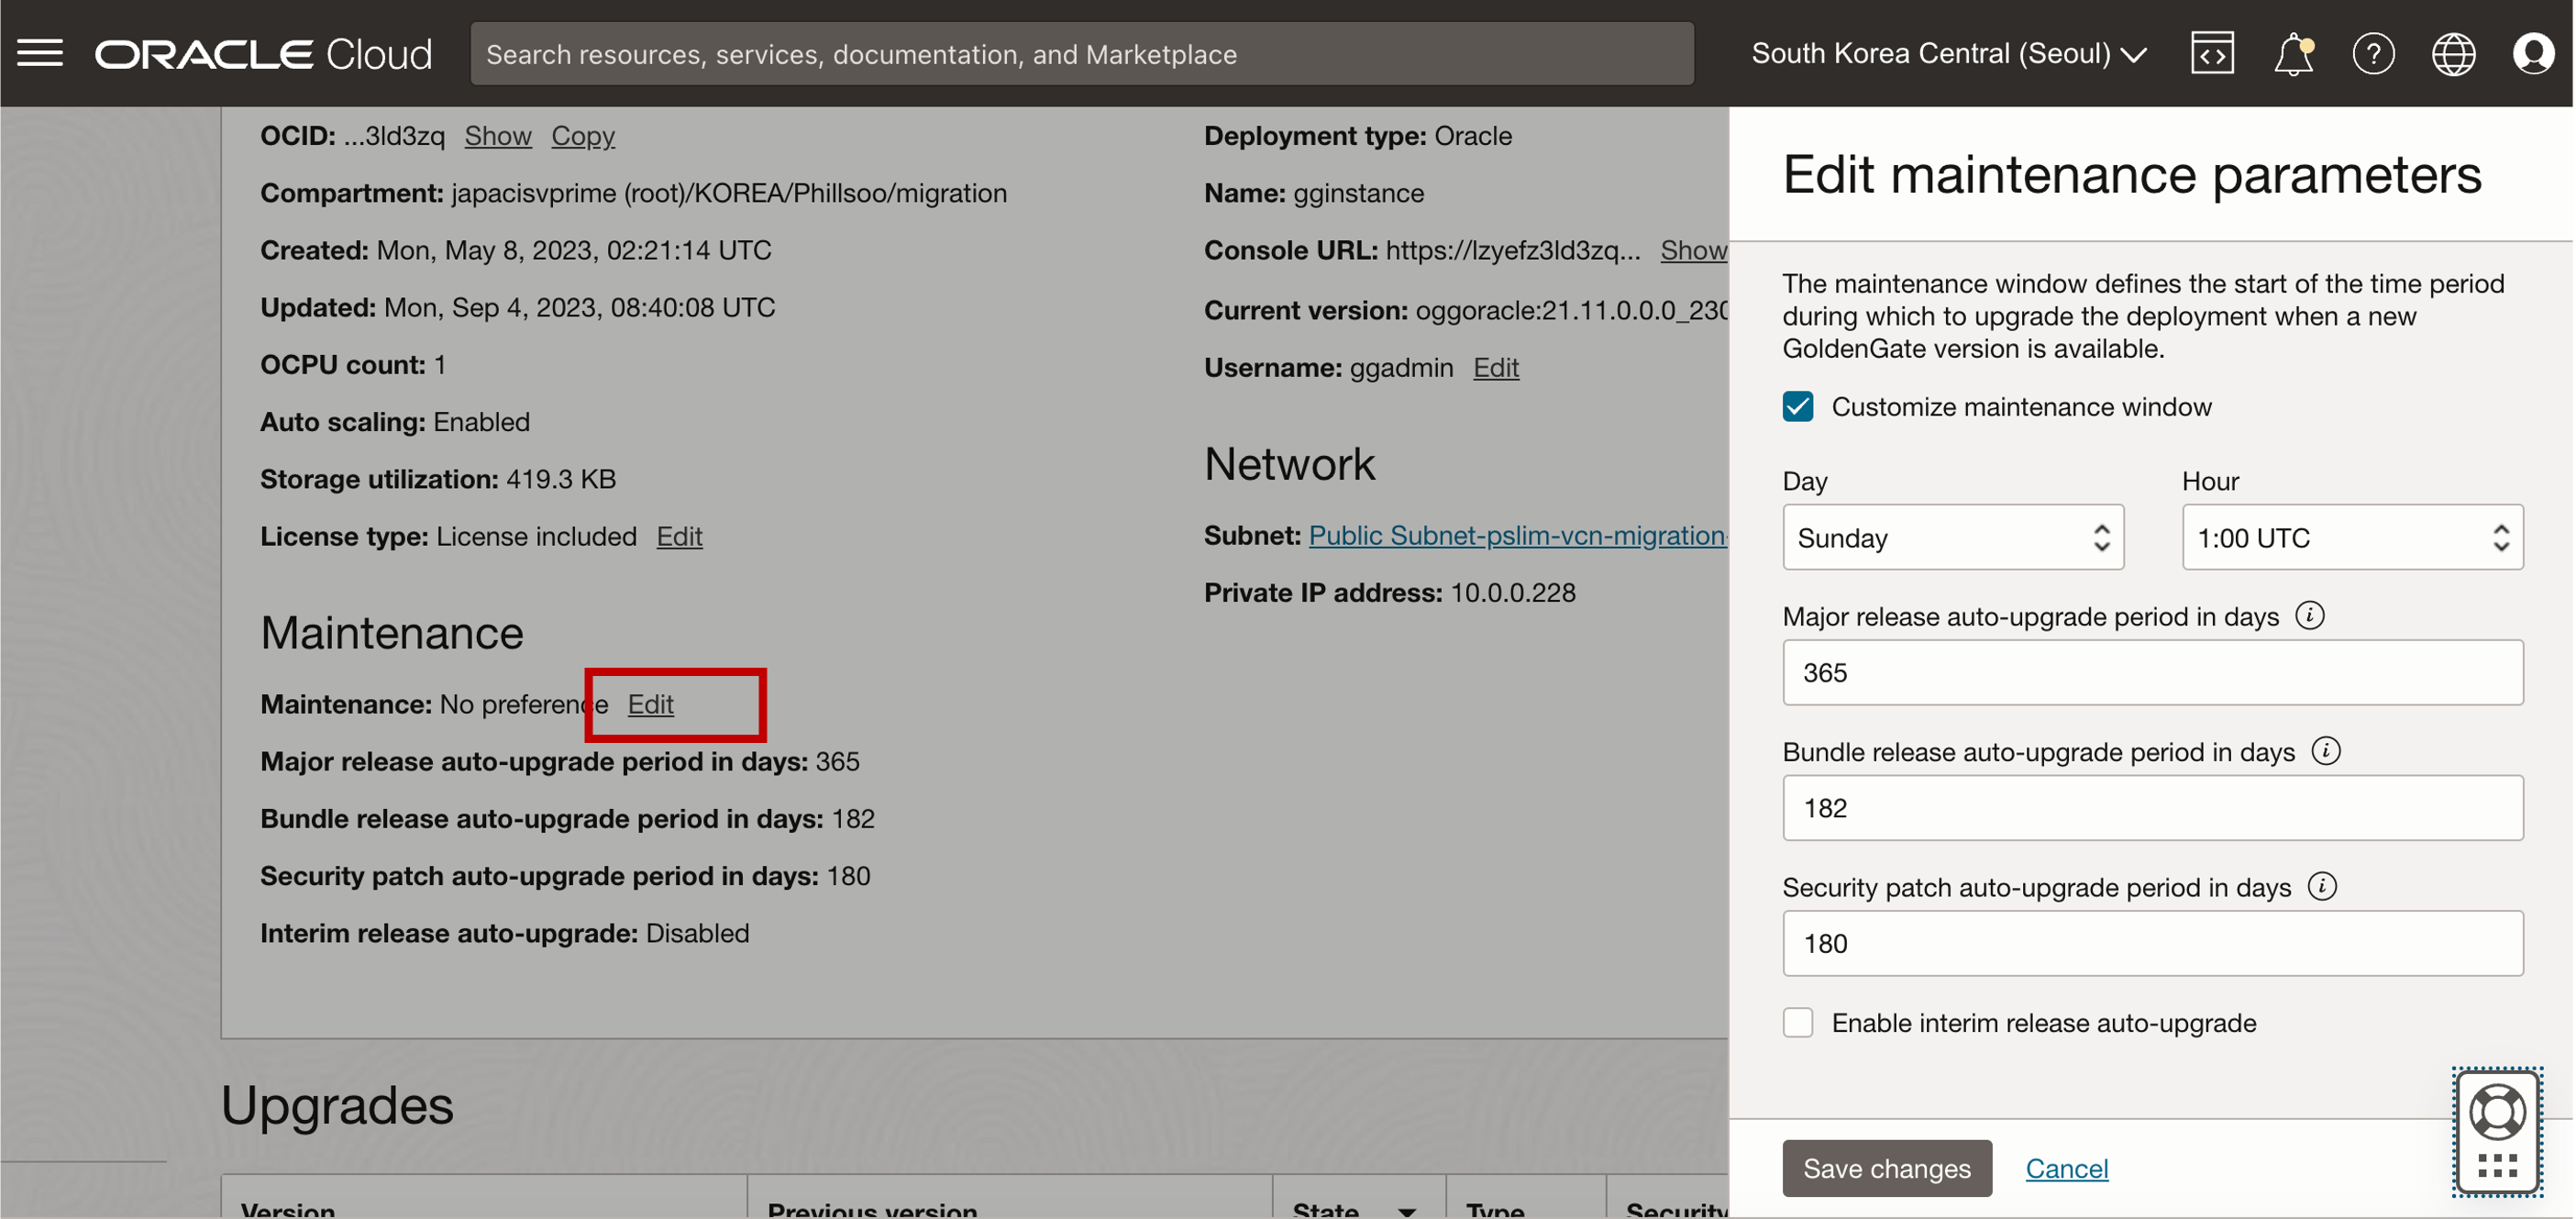 ORACLE Cloud
Search resources, services, documentation, and Marketplace
South Korea Central (Seoul)
OCID: ...3ld3zq Show Copy
Compartment: japacisvprime (root)/KOREA/Phillsoo/migration
Created: Mon, May 8, 2023, 02:21:14 UTC
Updated: Mon, Sep 4, 2023, 08:40:08 UTC
OCPU count: 1
Auto scaling: Enabled
Storage utilization: 419.3 KB
License type: License included Edit
Maintenance
Maintenance: No preference Edit
Major release auto-upgrade period in days: 365
Bundle release auto-upgrade period in days: 182
Security patch auto-upgrade period in days: 180
Interim release auto-upgrade: Disabled
Deployment type: Oracle
Name: gginstance
Console URL: https://lzyefz3ld3zq... Show
Current version: oggoracle:21.11.0.0.0_230
Username: ggadmin Edit
Network
Subnet: Public Subnet-pslim-vcn-migration-
Private IP address: 10.0.0.228
Upgrades
Version Previous version State Type Security
Edit maintenance parameters
The maintenance window defines the start of the time period
during which to upgrade the deployment when a new
GoldenGate version is available.
Customize maintenance window
Day Hour
Sunday 1:00 UTC
Major release auto-upgrade period in days
365
Bundle release auto-upgrade period in days
182
Security patch auto-upgrade period in days
180
Enable interim release auto-upgrade
Save changes Cancel